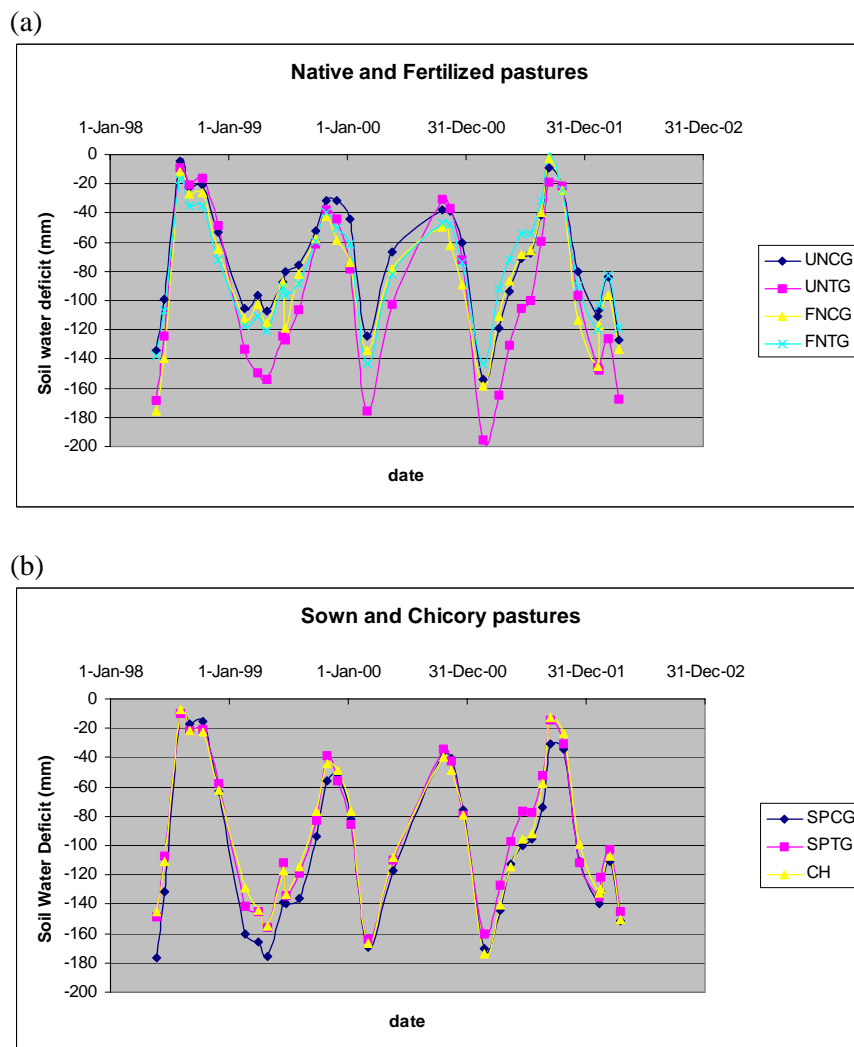 (a)
Native and Fertilized pastures
1-Jan-98 1-Jan-99 1-Jan-00 31-Dec-00 31-Dec-01 31-Dec-02
0
-20
-40
-60
-80
-100
-120
-140
-160
-180
-200
Soil water deficit (mm)
date
UNCG
UNTG
FNCG
FNTG
(b)
Sown and Chicory pastures
1-Jan-98 1-Jan-99 1-Jan-00 31-Dec-00 31-Dec-01 31-Dec-02
0
-20
-40
-60
-80
-100
-120
-140
-160
-180
-200
Soil Water Deficit (mm)
date
SPCG
SPTG
CH